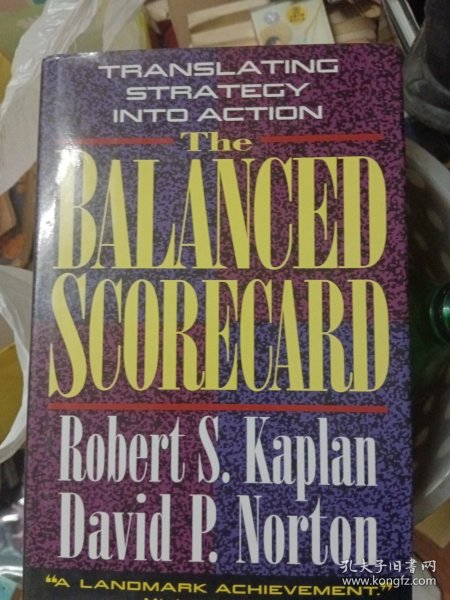 TRANSLATING
STRATEGY
INTO ACTION
The
BALANCED
SCORECARD
Robert S. Kaplan
David P. Norton
“A LANDMARK ACHIEVEMENT.”
孔夫子旧书网
www.kongfz.com